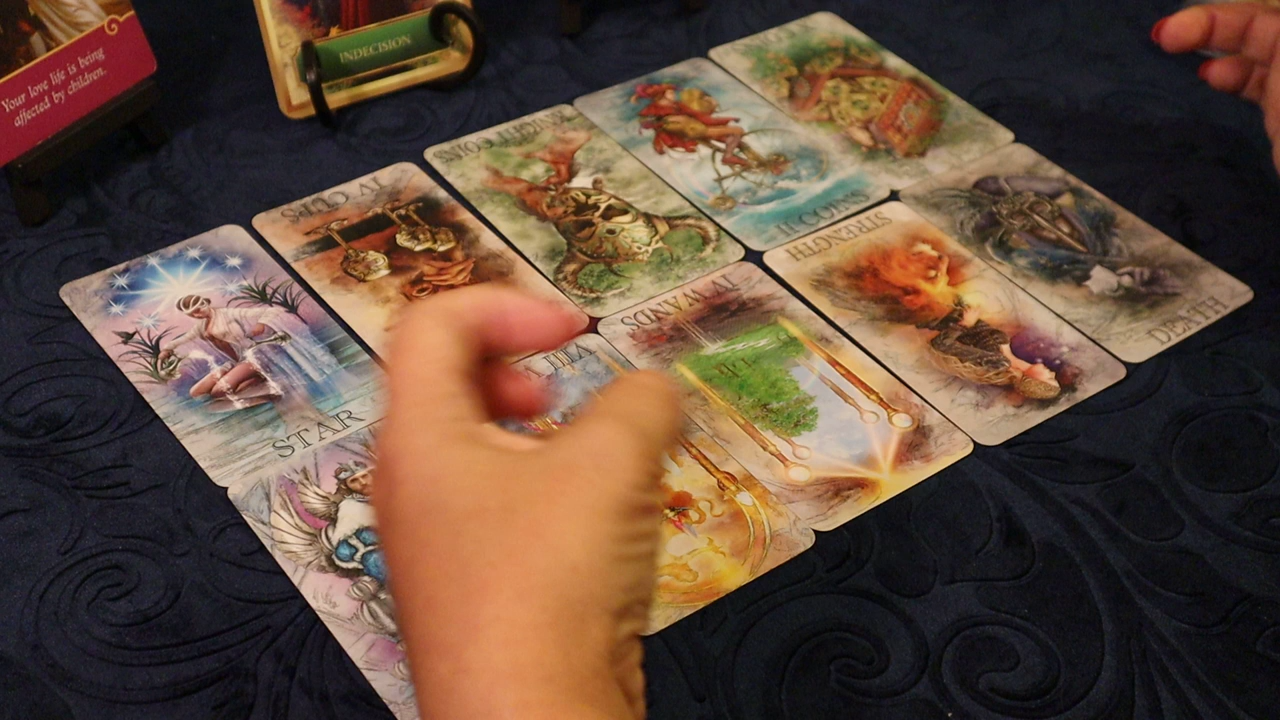 Your love life is being
affected by children.
INDECISION
KNIGHT COINS
IV CUPS
II COINS
STRENGTH
IV WANDS
STAR
DEATH